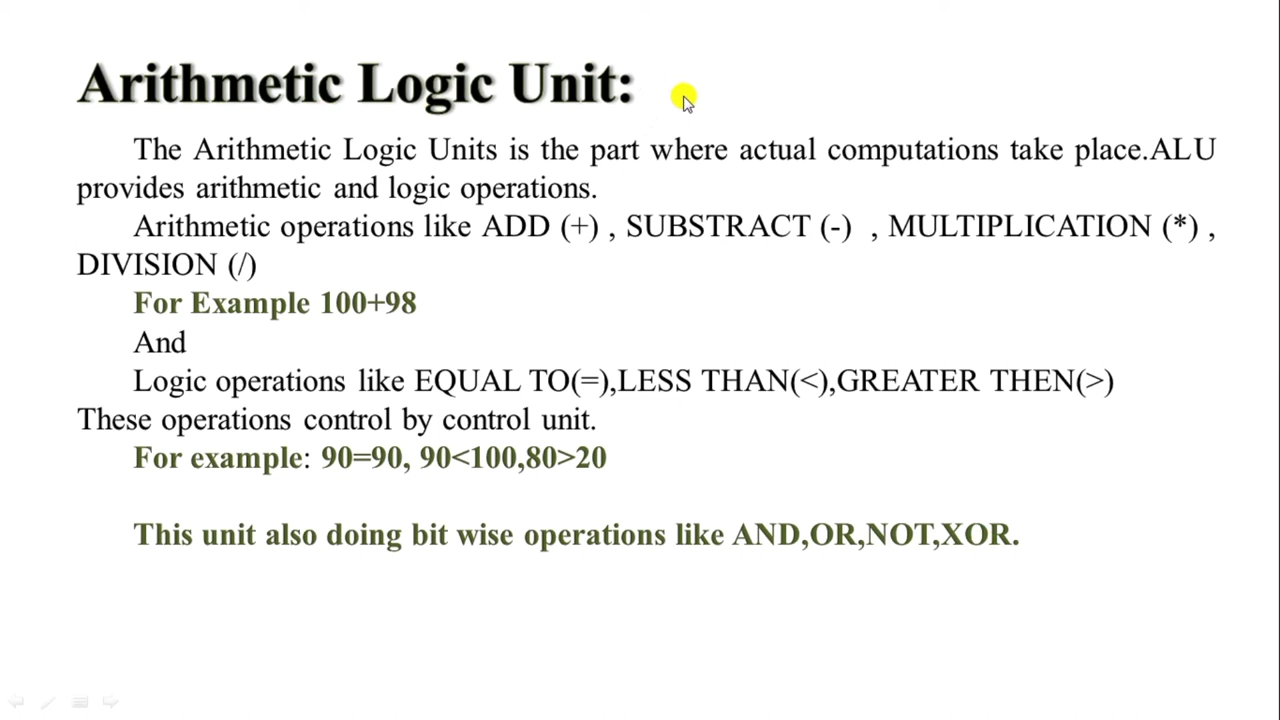 Arithmetic Logic Unit:
The Arithmetic Logic Units is the part where actual computations take place.ALU
provides arithmetic and logic operations.
Arithmetic operations like ADD (+) , SUBSTRACT (-) , MULTIPLICATION (*) ,
DIVISION (/)
For Example 100+98
And
Logic operations like EQUAL TO(=),LESS THAN(<),GREATER THEN(>)
These operations control by control unit.
For example: 90=90, 90<100,80>20
This unit also doing bit wise operations like AND,OR,NOT,XOR.